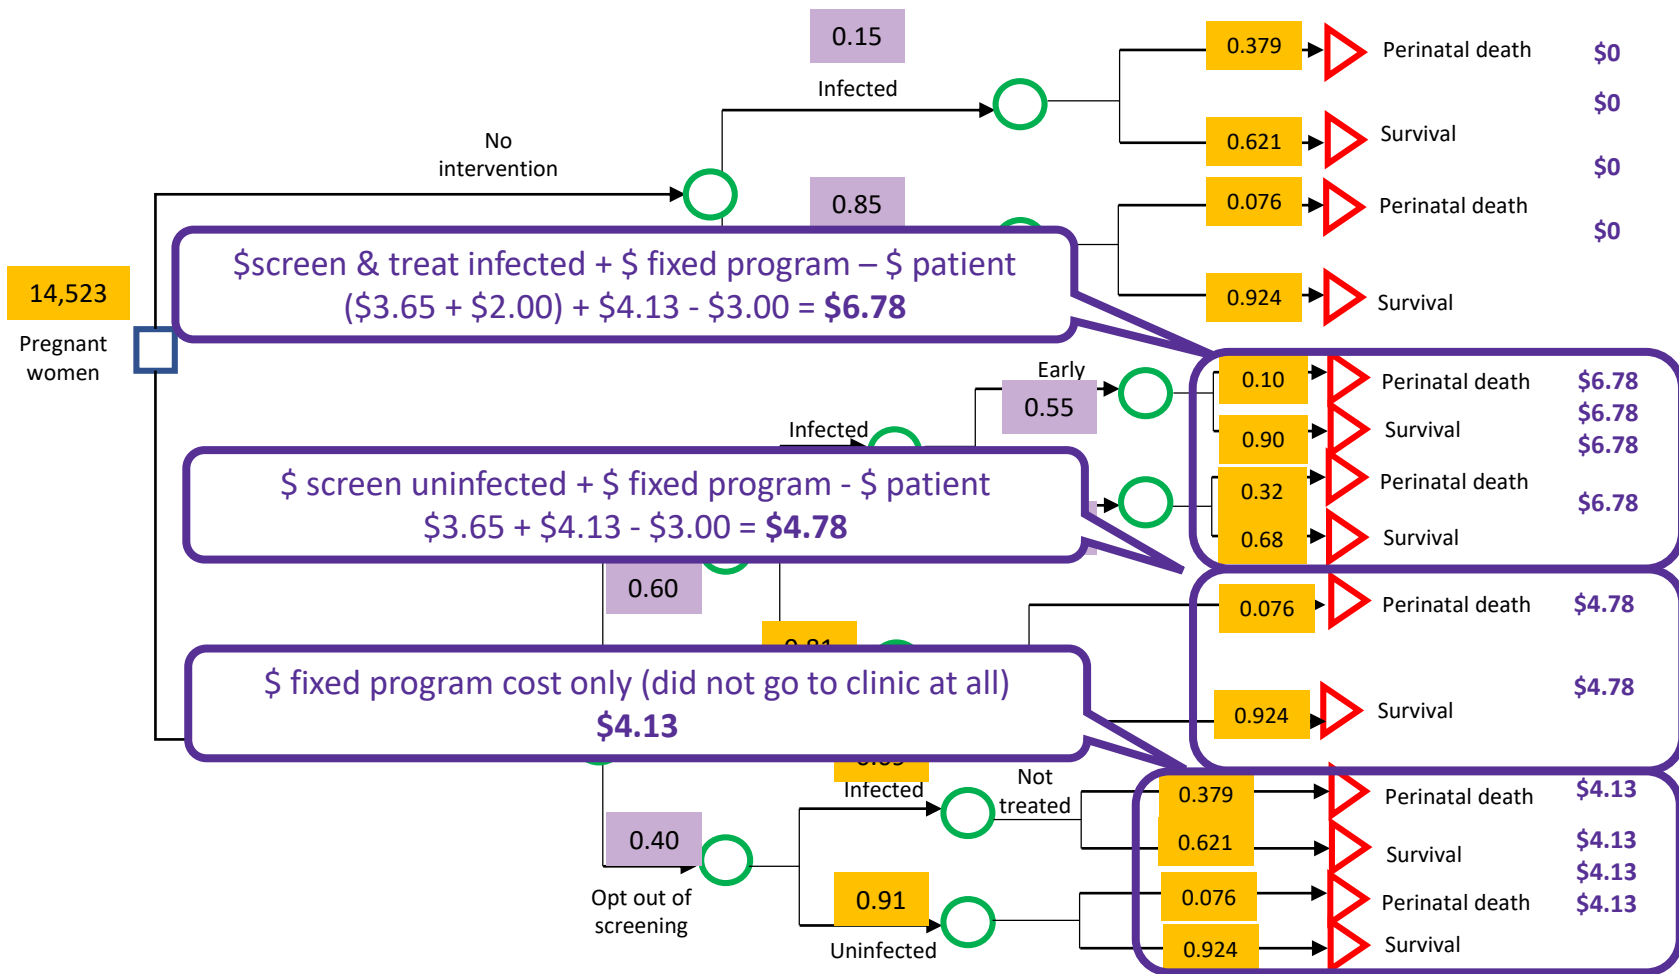 0.15
Infected
0.379
Perinatal death
$0
$0
No
intervention
0.621
Survival
$0
0.85
0.076
Perinatal death
$0
$screen & treat infected + $ fixed program – $ patient
($3.65 + $2.00) + $4.13 - $3.00 = $6.78
14,523
Pregnant
women
0.924
Survival
Early
0.55
0.10
Perinatal death
$6.78
$6.78
Infected
0.90
Survival
$6.78
$ screen uninfected + $ fixed program - $ patient
$3.65 + $4.13 - $3.00 = $4.78
0.32
Perinatal death
$6.78
0.68
Survival
0.60
0.076
Perinatal death
$4.78
$4.78
$ fixed program cost only (did not go to clinic at all)
$4.13
0.924
Survival
Infected
Not
treated
0.379
Perinatal death
$4.13
0.40
0.621
Survival
$4.13
$4.13
Opt out of
screening
0.91
Uninfected
0.076
Perinatal death
$4.13
0.924
Survival